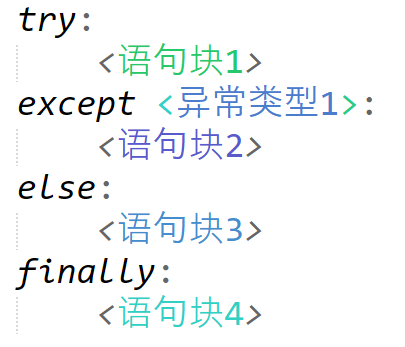 try:
<语句块1>
except <异常类型1>:
<语句块2>
else:
<语句块3>
finally:
<语句块4>